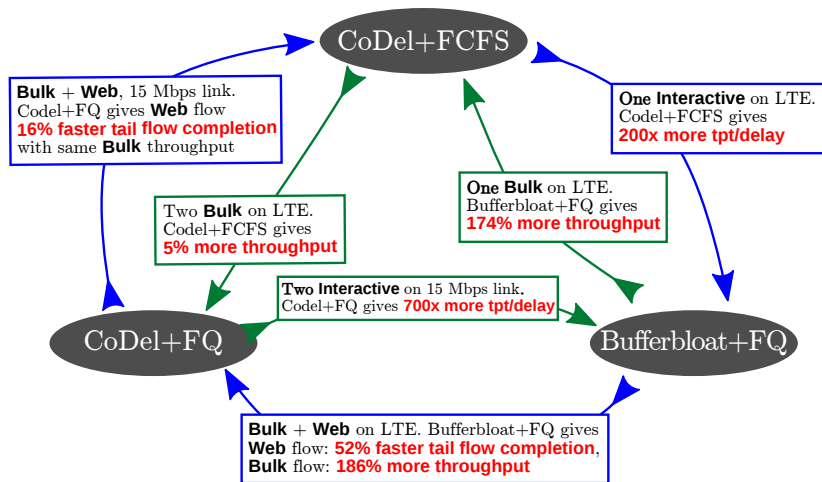 CoDel+FCFS
Bulk + Web, 15 Mbps link.
Codel+FQ gives Web flow
16% faster tail flow completion
with same Bulk throughput
One Interactive on LTE.
Codel+FCFS gives
200x more tpt/delay
Two Bulk on LTE.
Codel+FCFS gives
5% more throughput
One Bulk on LTE.
Bufferbloat+FQ gives
174% more throughput
Two Interactive on 15 Mbps link.
Codel+FQ gives 700x more tpt/delay
CoDel+FQ
Bufferbloat+FQ
Bulk + Web on LTE. Bufferbloat+FQ gives
Web flow: 52% faster tail flow completion,
Bulk flow: 186% more throughput